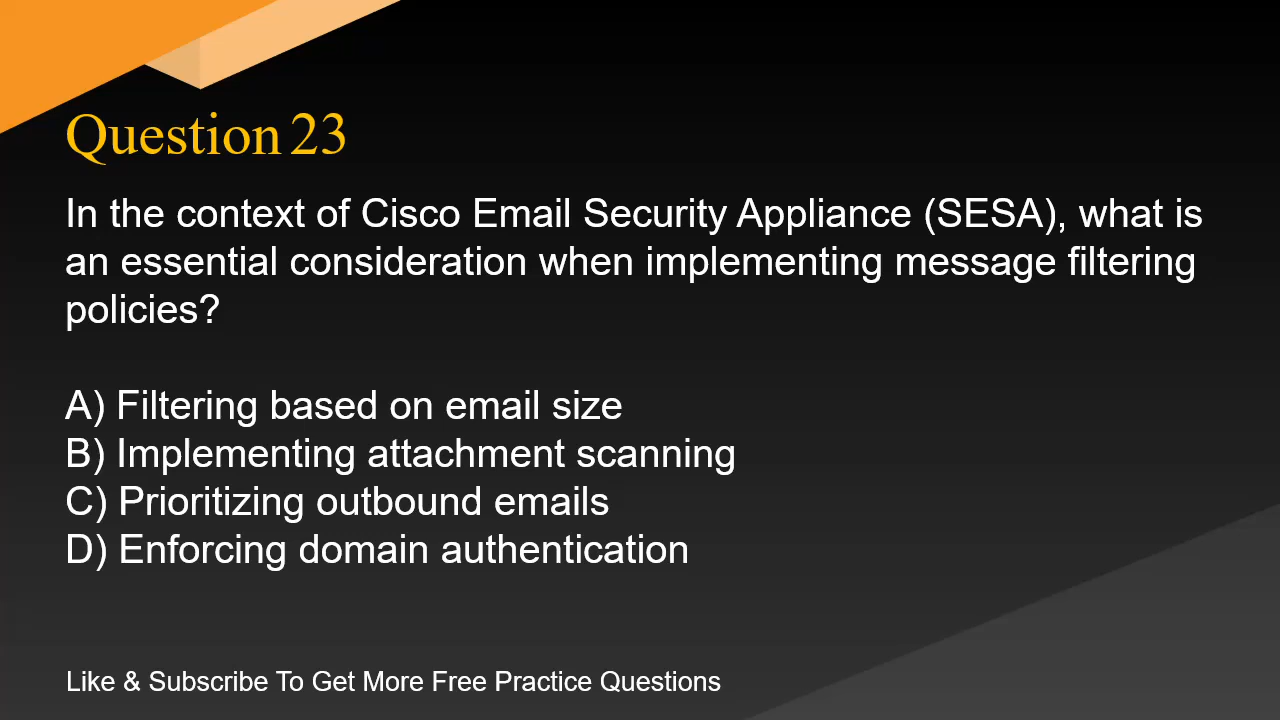 Question 23
In the context of Cisco Email Security Appliance (SESA), what is
an essential consideration when implementing message filtering
policies?
A) Filtering based on email size
B) Implementing attachment scanning
C) Prioritizing outbound emails
D) Enforcing domain authentication
Like & Subscribe To Get More Free Practice Questions